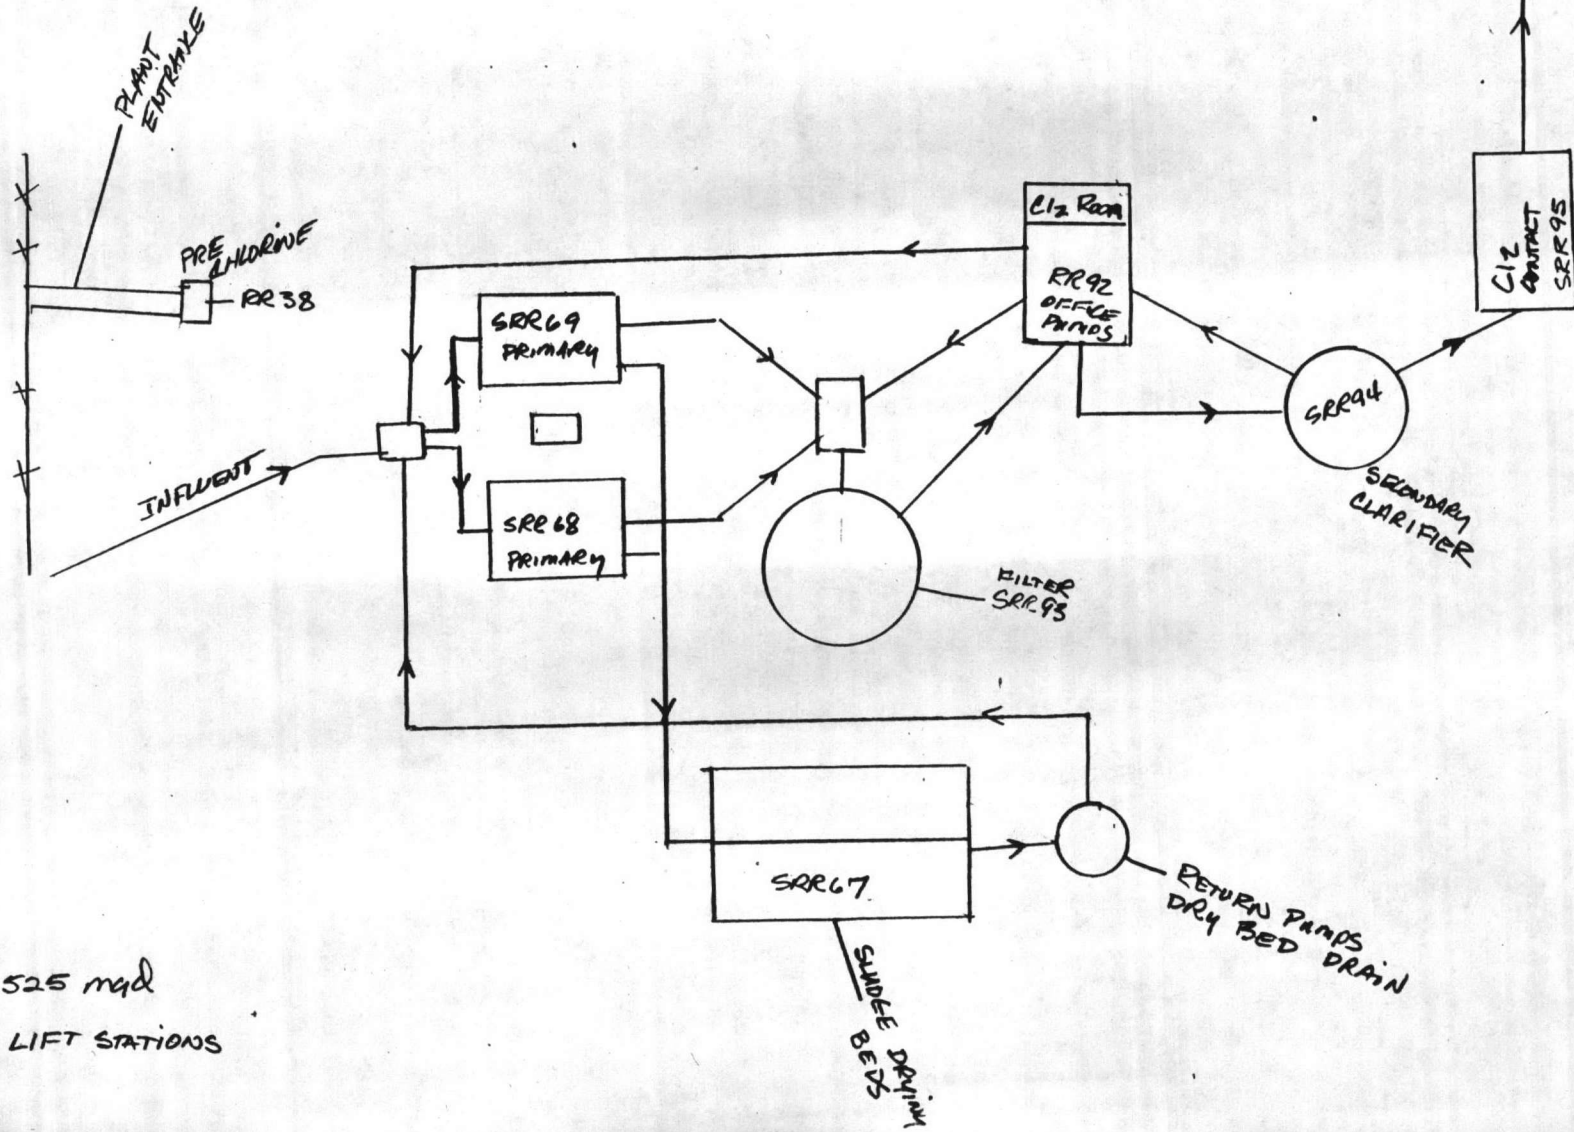 PLANT
ENTRANCE
PRE
CHLORINE
RR38
INFLUENT
SRR69
PRIMARY
SRR68
PRIMARY
Cl2 ROOM
RR92
OFFICE
PUMPS
FILTER
SRR93
SRR94
SECONDARY
CLARIFIER
Cl2
CONTACT
SRR95
SRR67
SLUDGE DRYING
BEDS
RETURN PUMPS
DRY BED DRAIN
525 mgd
LIFT STATIONS